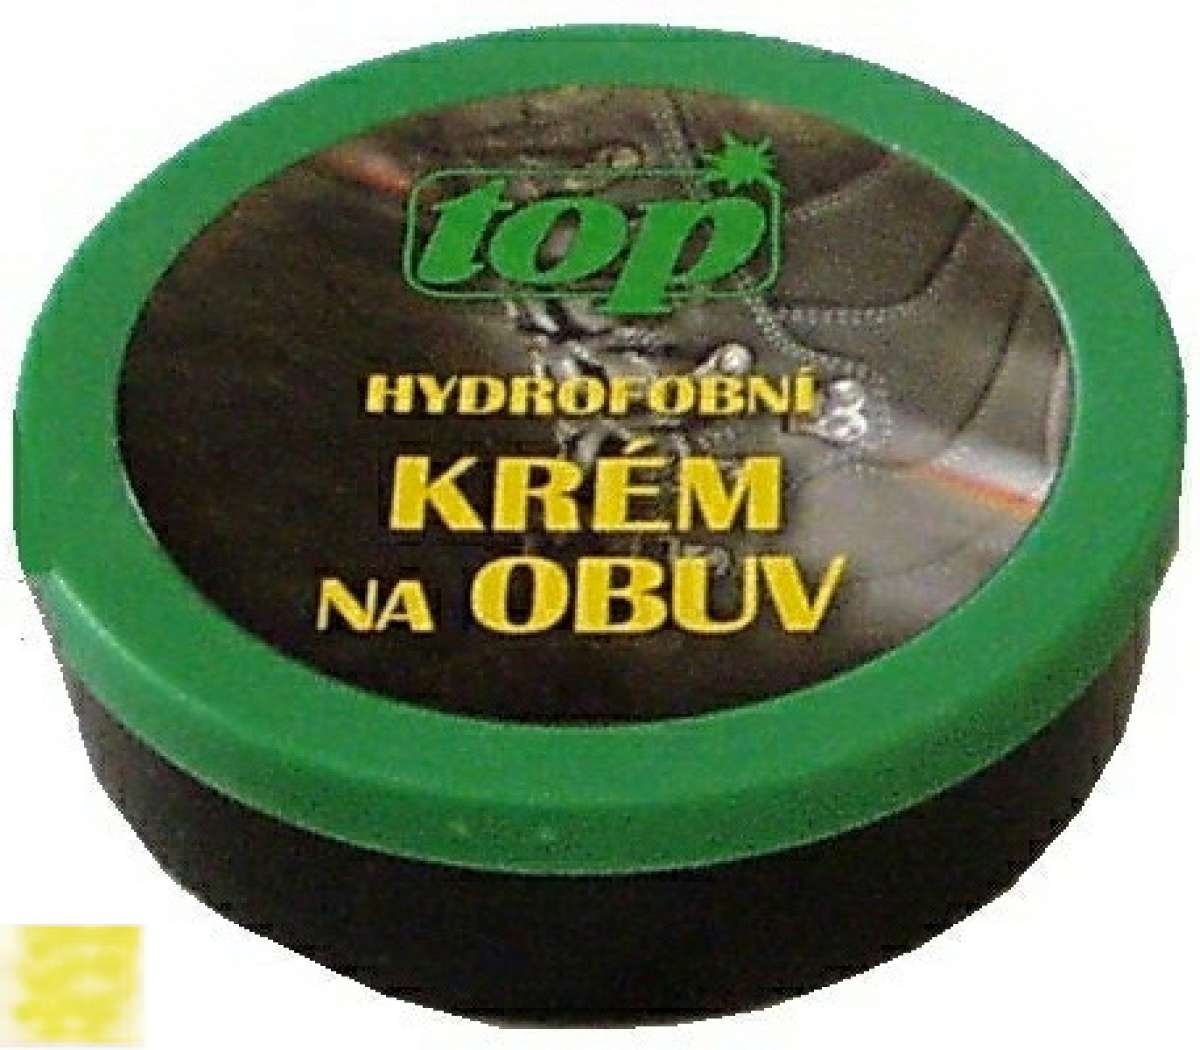 top
HYDROFOBNÍ
KRÉM
NA OBUV